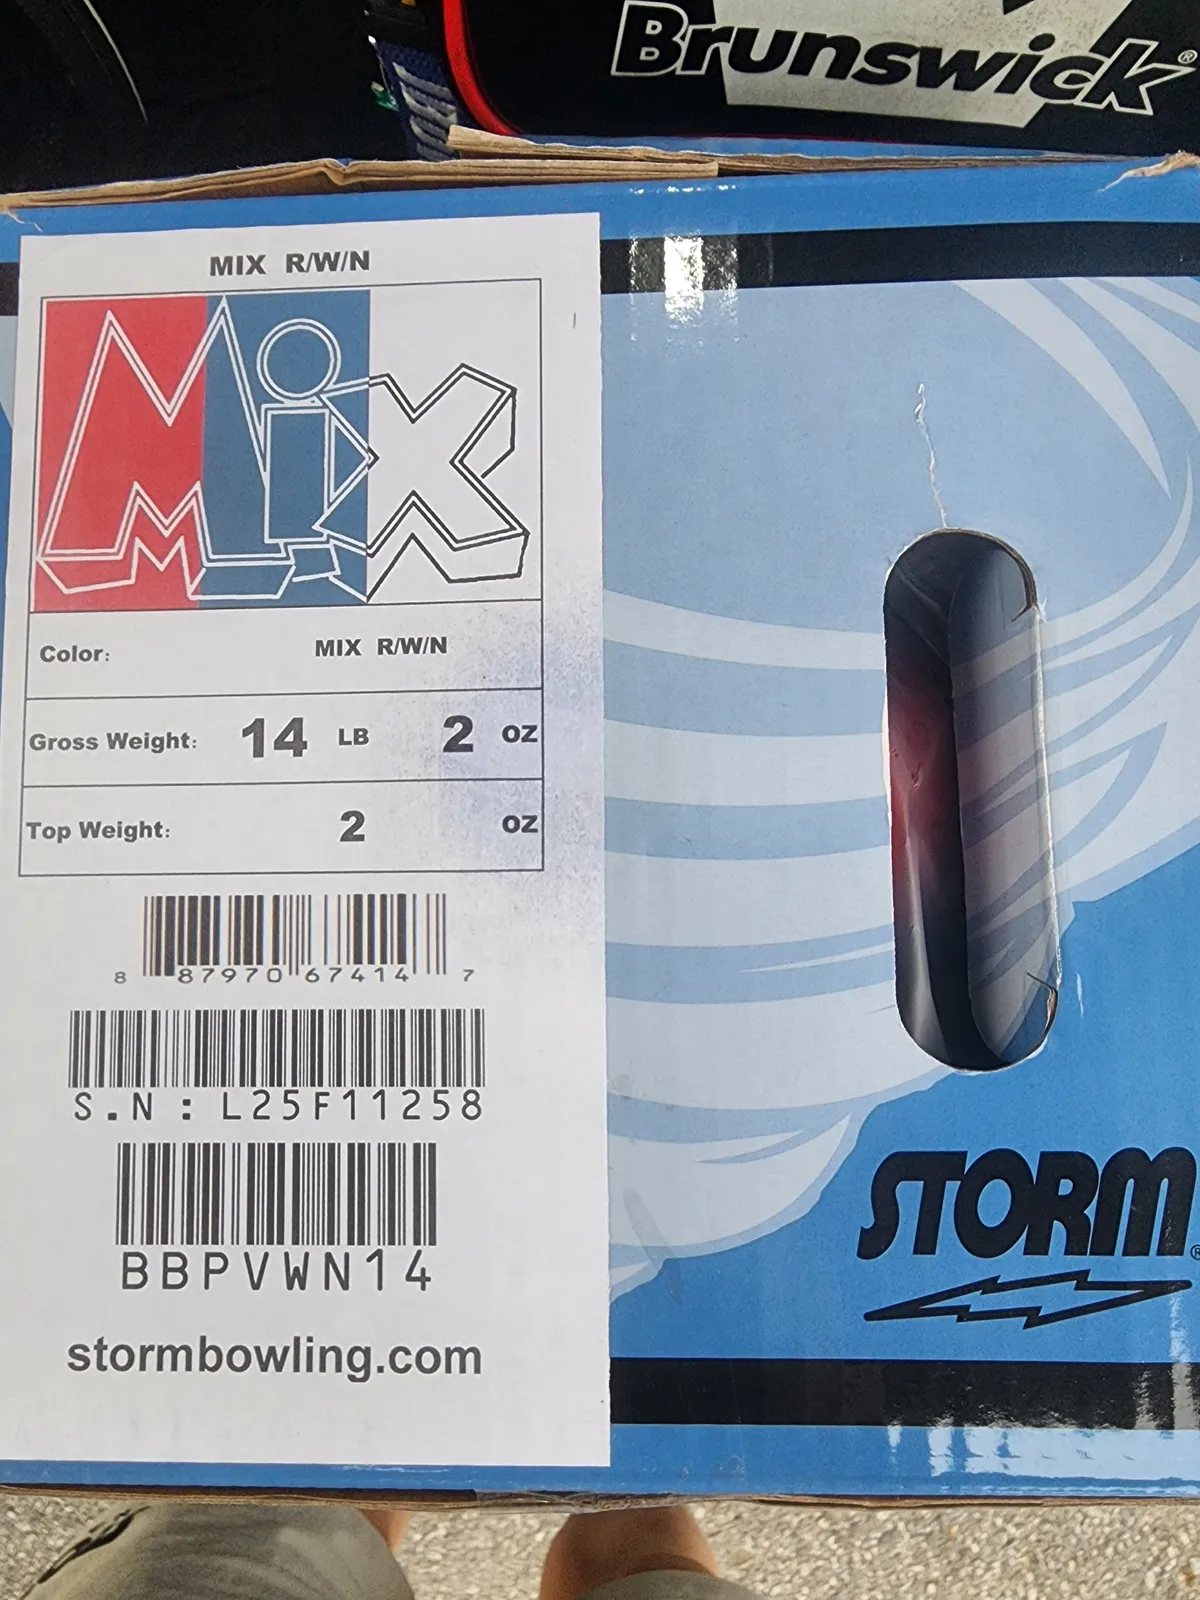 Brunswick®
MIX R/W/N
Mix
Color: MIX R/W/N
Gross Weight: 14 LB 2 OZ
Top Weight: 2 OZ
8 87970 67414 7
S.N : L25F11258
BBPVWN14
stormbowling.com
STORM®